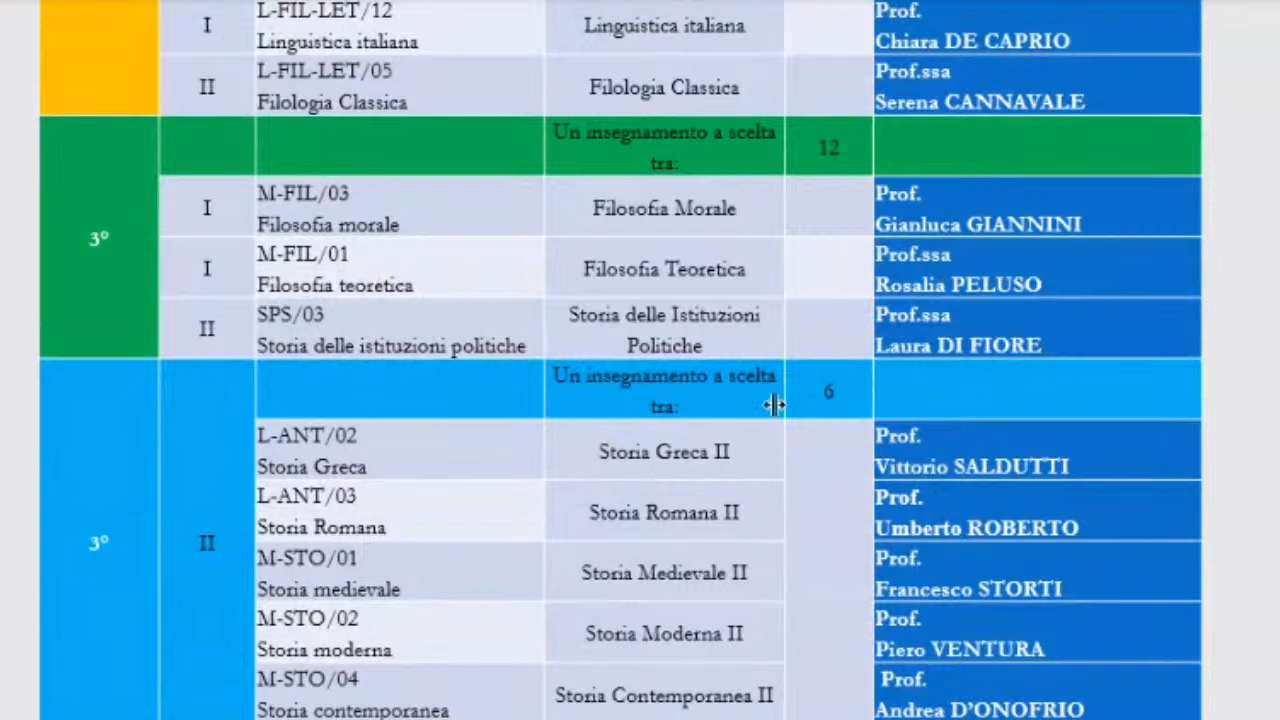 I
L-FIL-LET/12
Linguistica italiana
Linguistica italiana
Prof.
Chiara DE CAPRIO
II
L-FIL-LET/05
Filologia Classica
Filologia Classica
Prof.ssa
Serena CANNAVALE
3°
Un insegnamento a scelta
tra:
12
I
M-FIL/03
Filosofia morale
Filosofia Morale
Prof.
Gianluca GIANNINI
I
M-FIL/01
Filosofia teoretica
Filosofia Teoretica
Prof.ssa
Rosalia PELUSO
II
SPS/03
Storia delle istituzioni politiche
Storia delle Istituzioni
Politiche
Prof.ssa
Laura DI FIORE
3°
II
Un insegnamento a scelta
tra:
6
L-ANT/02
Storia Greca
Storia Greca II
Prof.
Vittorio SALDUTTI
L-ANT/03
Storia Romana
Storia Romana II
Prof.
Umberto ROBERTO
M-STO/01
Storia medievale
Storia Medievale II
Prof.
Francesco STORTI
M-STO/02
Storia moderna
Storia Moderna II
Prof.
Piero VENTURA
M-STO/04
Storia contemporanea
Storia Contemporanea II
Prof.
Andrea D'ONOFRIO